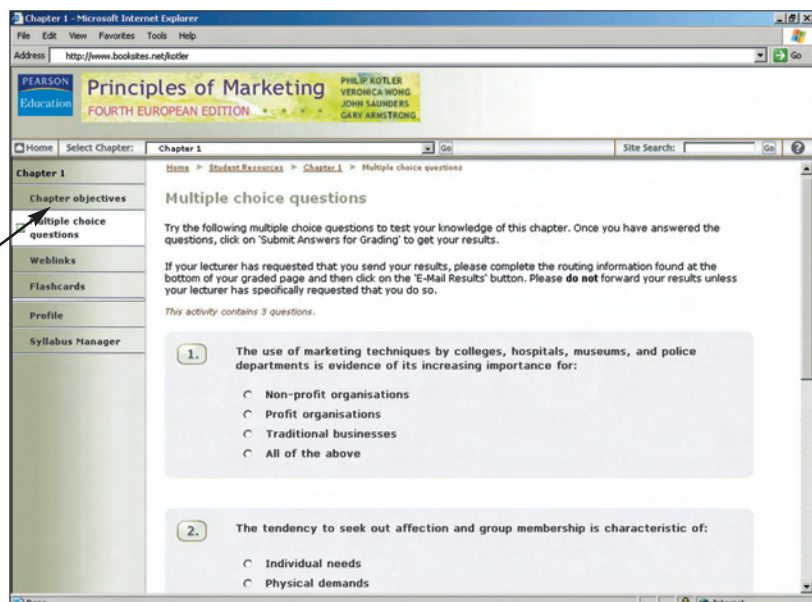 Chapter 1 - Microsoft Internet Explorer
File Edit View Favorites Tools Help
Address http://www.booksites.net/kotler Go
PEARSON
Education
Principles of Marketing
FOURTH EUROPEAN EDITION
PHILIP KOTLER
VERONICA WONG
JOHN SAUNDERS
GARY ARMSTRONG
Home Select Chapter: Chapter 1 Go Site Search: Go ?
Chapter 1
Chapter objectives
Multiple choice
questions
Weblinks
Flashcards
Profile
Syllabus Manager
Home Student Resources Chapter 1 Multiple choice questions
Multiple choice questions
Try the following multiple choice questions to test your knowledge of this chapter. Once you have answered the
questions, click on 'Submit Answers for Grading' to get your results.
If your lecturer has requested that you send your results, please complete the routing information found at the
bottom of your graded page and then click on the 'E-Mail Results' button. Please do not forward your results unless
your lecturer has specifically requested that you do so.
This activity contains 3 questions.
1. The use of marketing techniques by colleges, hospitals, museums, and police
departments is evidence of its increasing importance for:
Non-profit organisations
Profit organisations
Traditional businesses
All of the above
2. The tendency to seek out affection and group membership is characteristic of:
Individual needs
Physical demands